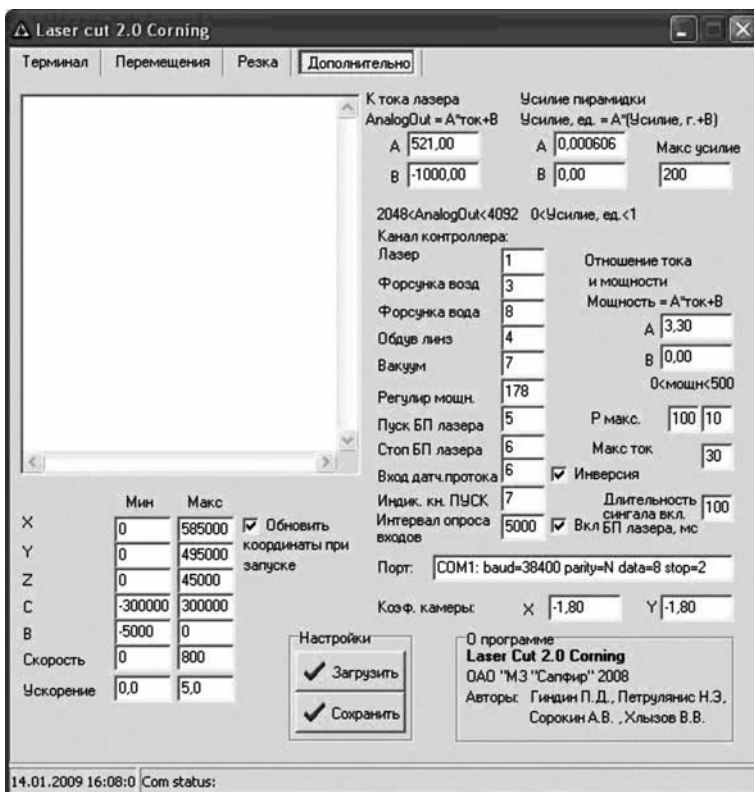 Laser cut 2.0 Corning
Терминал Перемещения Резка Дополнительно
К тока лазера
AnalogOut = A*ток+B
A 521,00
B -1000,00
Усилие пирамидки
Усилие, ед. = A*(Усилие, г.+B)
A 0,000606
B 0,00
Макс усилие
200
2048<AnalogOut<4092 0<Усилие, ед.<1
Канал контроллера:
Лазер 1
Форсунка возд 3
Форсунка вода 8
Обдув линз 4
Вакуум 7
Регулир мощн. 178
Пуск БП лазера 5
Стоп БП лазера 6
Вход датч.протока 6 Инверсия
Индик. кн. ПУСК 7
Интервал опроса
входов 5000 Вкл
Отношение тока
и мощности
Мощность = A*ток+B
A 3,30
B 0,00
0<мощн<500
P макс. 100 10
Макс ток 30
Длительность
сингала вкл. 100
БП лазера, мс
Мин Макс
X 0 585000
Y 0 495000
Z 0 45000
C -300000 300000
B -5000 0
Скорость 0 800
Ускорение 0,0 5,0
Обновить
координаты при
запуске
Порт: COM1: baud=38400 parity=N data=8 stop=2
Коэф. камеры: X -1,80 Y -1,80
Настройки
Загрузить
Сохранить
О программе
Laser Cut 2.0 Corning
ОАО "МЗ "Сапфир" 2008
Авторы: Гиндин П.Д., Петрулянис Н.Э,
Сорокин А.В. , Хлызов В.В.
14.01.2009 16:08:0 Com status: